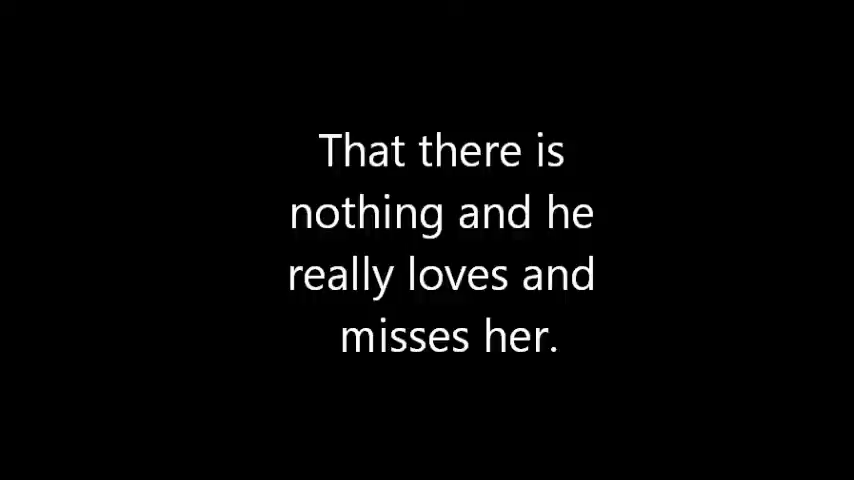 That there is
nothing and he
really loves and
misses her.